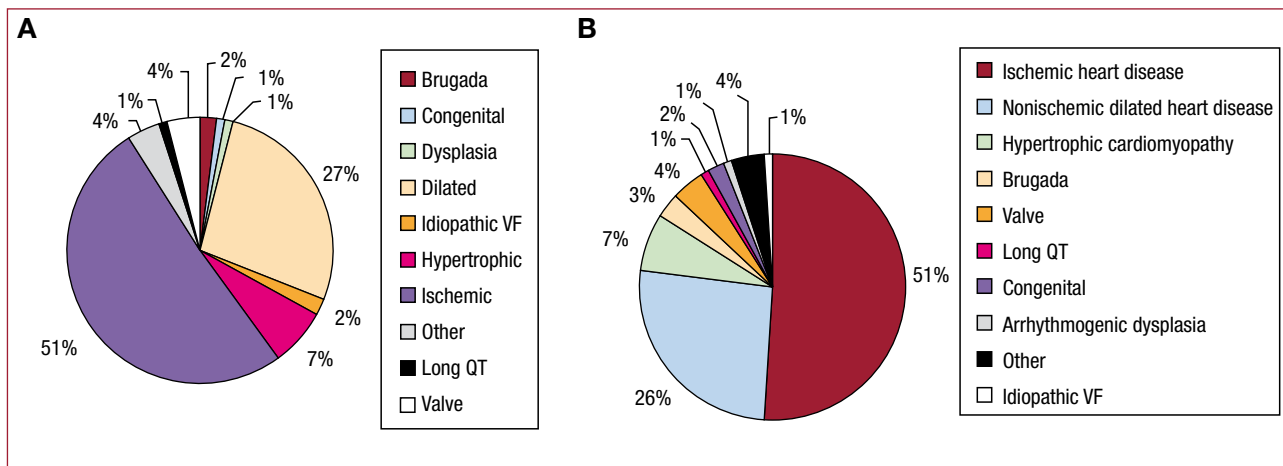 A
4%
2%
1%
1%
1%
4%
27%
2%
7%
51%
Brugada
Congenital
Dysplasia
Dilated
Idiopathic VF
Hypertrophic
Ischemic
Other
Long QT
Valve
B
4%
1%
1%
2%
1%
4%
3%
7%
26%
51%
Ischemic heart disease
Nonischemic dilated heart disease
Hypertrophic cardiomyopathy
Brugada
Valve
Long QT
Congenital
Arrhythmogenic dysplasia
Other
Idiopathic VF